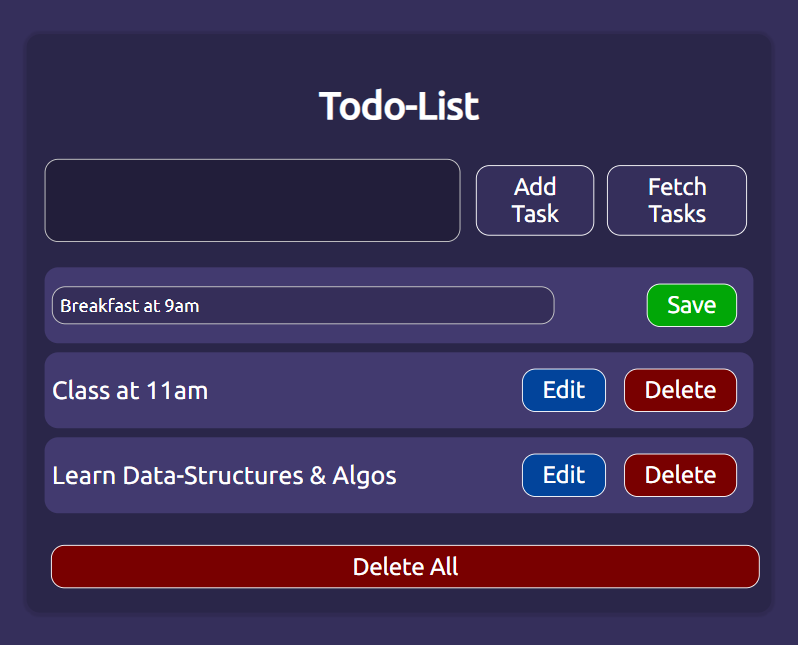 Todo-List
Add
Task
Fetch
Tasks
Breakfast at 9am
Save
Class at 11am
Edit
Delete
Learn Data-Structures & Algos
Edit
Delete
Delete All